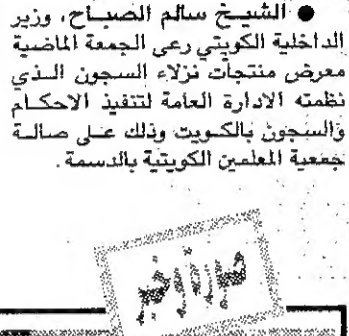 ● الشيخ سالم الصباح، وزير
الداخلية الكويتي رعى الجمعة الماضية
معرض منتجات نزلاء السجون الذي
نظمته الادارة العامة لتنفيذ الاحكام
والسجون بالكويت وذلك على صالة
جمعية المعلمين الكويتية بالدسمة.